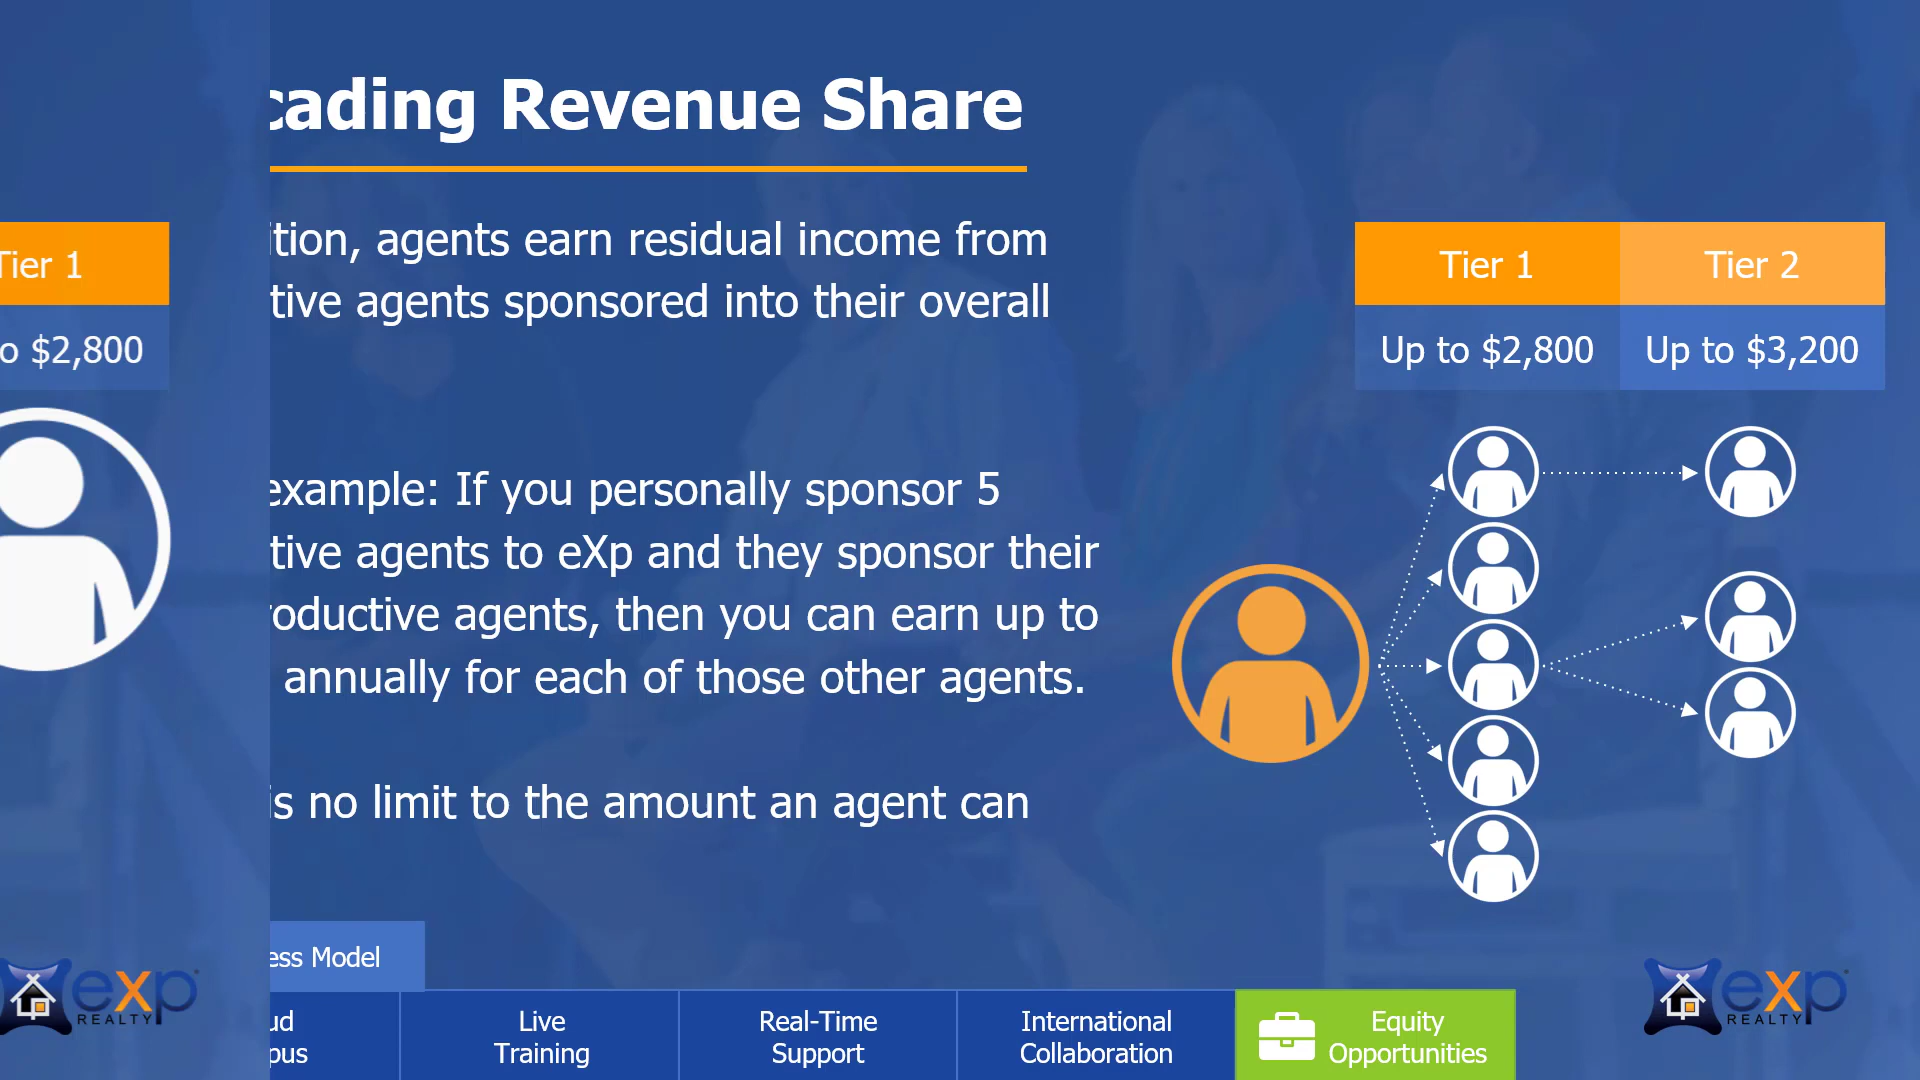 cading Revenue Share
ition, agents earn residual income from
tive agents sponsored into their overall
example: If you personally sponsor 5
tive agents to eXp and they sponsor their
roductive agents, then you can earn up to
annually for each of those other agents.
is no limit to the amount an agent can
Tier 1
o $2,800
Tier 1 Tier 2
Up to $2,800 Up to $3,200
ess Model
ud
pus
Live
Training
Real-Time
Support
International
Collaboration
Equity
Opportunities
eXp
REALTY
eXp
REALTY